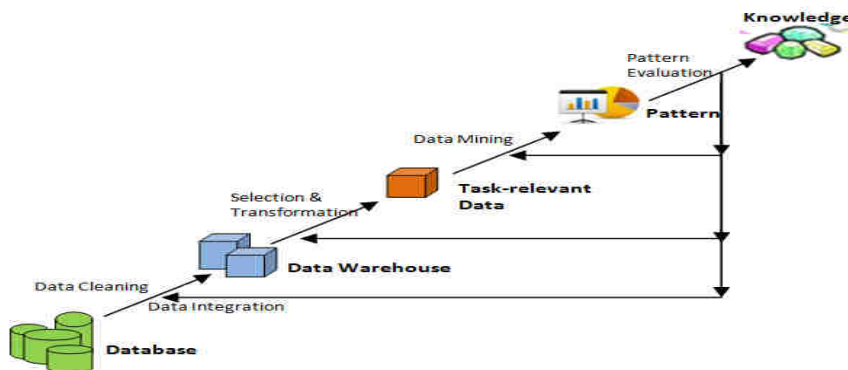 Knowledge
Pattern
Evaluation
Pattern
Data Mining
Task-relevant
Data
Selection &
Transformation
Data Warehouse
Data Cleaning
Data Integration
Database